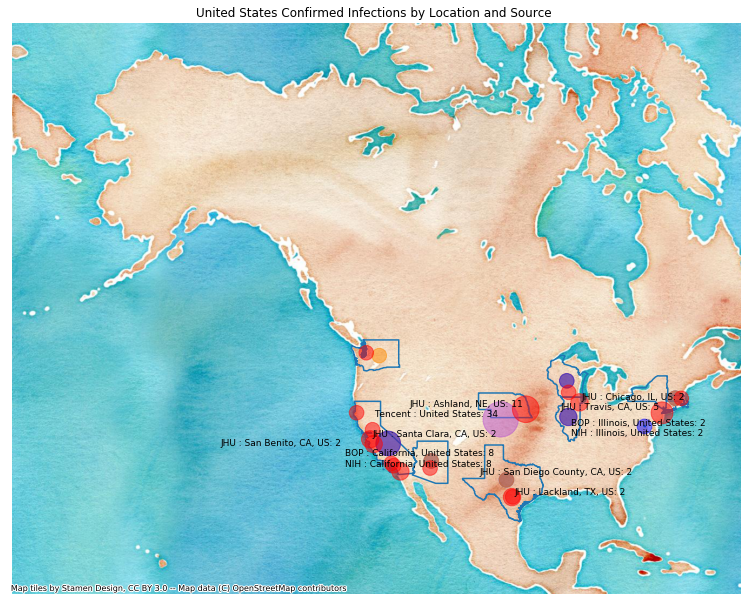 United States Confirmed Infections by Location and Source
JHU : Chicago, IL, US: 2
JHU : Ashland, NE, US: 11
JHU : Travis, CA, US: 5
Tencent : United States: 34
BOP : Illinois, United States: 2
JHU : Santa Clara, CA, US: 2
NIH : Illinois, United States: 2
JHU : San Benito, CA, US: 2
BOP : California, United States: 8
NIH : California, United States: 8
JHU : San Diego County, CA, US: 2
JHU : Lackland, TX, US: 2
Map tiles by Stamen Design, CC BY 3.0 -- Map data (C) OpenStreetMap contributors